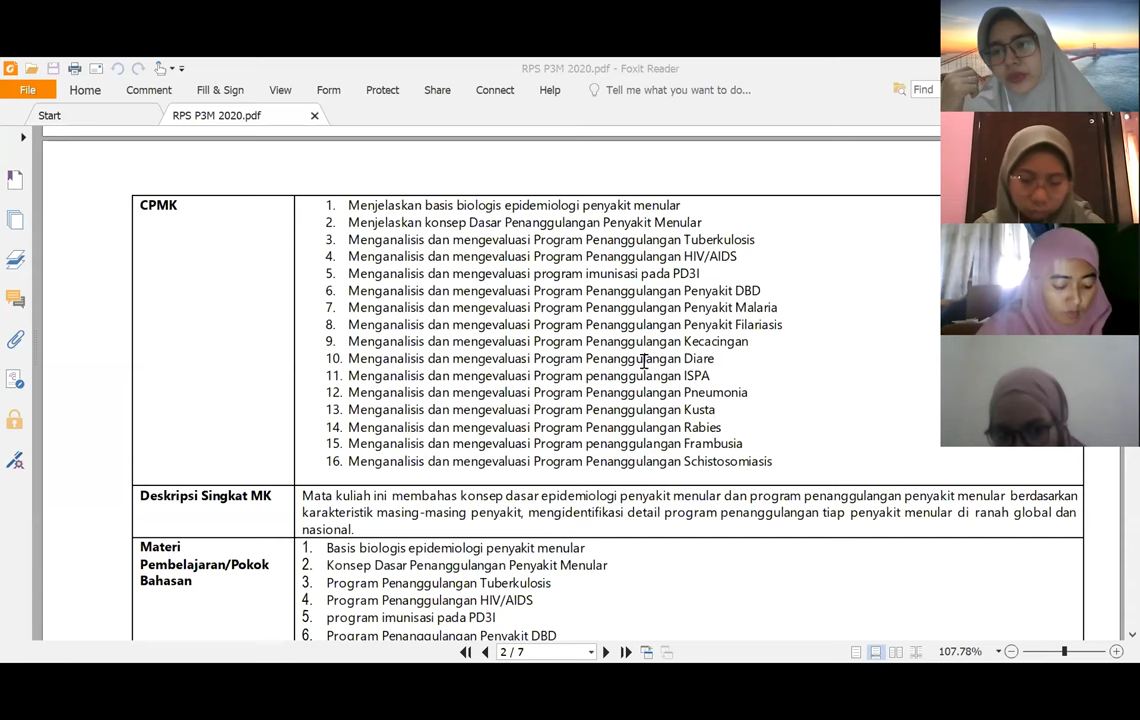 RPS P3M 2020.pdf - Foxit Reader
File Home Comment Fill & Sign View Form Protect Share Connect Help Tell me what you want to do... Find
Start RPS P3M 2020.pdf
CPMK
1. Menjelaskan basis biologis epidemiologi penyakit menular
2. Menjelaskan konsep Dasar Penanggulangan Penyakit Menular
3. Menganalisis dan mengevaluasi Program Penanggulangan Tuberkulosis
4. Menganalisis dan mengevaluasi Program Penanggulangan HIV/AIDS
5. Menganalisis dan mengevaluasi program imunisasi pada PD3I
6. Menganalisis dan mengevaluasi Program Penanggulangan Penyakit DBD
7. Menganalisis dan mengevaluasi Program Penanggulangan Penyakit Malaria
8. Menganalisis dan mengevaluasi Program Penanggulangan Penyakit Filariasis
9. Menganalisis dan mengevaluasi Program Penanggulangan Kecacingan
10. Menganalisis dan mengevaluasi Program Penanggulangan Diare
11. Menganalisis dan mengevaluasi Program penanggulangan ISPA
12. Menganalisis dan mengevaluasi Program Penanggulangan Pneumonia
13. Menganalisis dan mengevaluasi Program Penanggulangan Kusta
14. Menganalisis dan mengevaluasi Program Penanggulangan Rabies
15. Menganalisis dan mengevaluasi Program penanggulangan Frambusia
16. Menganalisis dan mengevaluasi Program Penanggulangan Schistosomiasis
Deskripsi Singkat MK
Mata kuliah ini membahas konsep dasar epidemiologi penyakit menular dan program penanggulangan penyakit menular berdasarkan
karakteristik masing-masing penyakit, mengidentifikasi detail program penanggulangan tiap penyakit menular di ranah global dan
nasional.
Materi
Pembelajaran/Pokok
Bahasan
1. Basis biologis epidemiologi penyakit menular
2. Konsep Dasar Penanggulangan Penyakit Menular
3. Program Penanggulangan Tuberkulosis
4. Program Penanggulangan HIV/AIDS
5. program imunisasi pada PD3I
6. Program Penanggulangan Penyakit DBD
2 / 7
107.78%